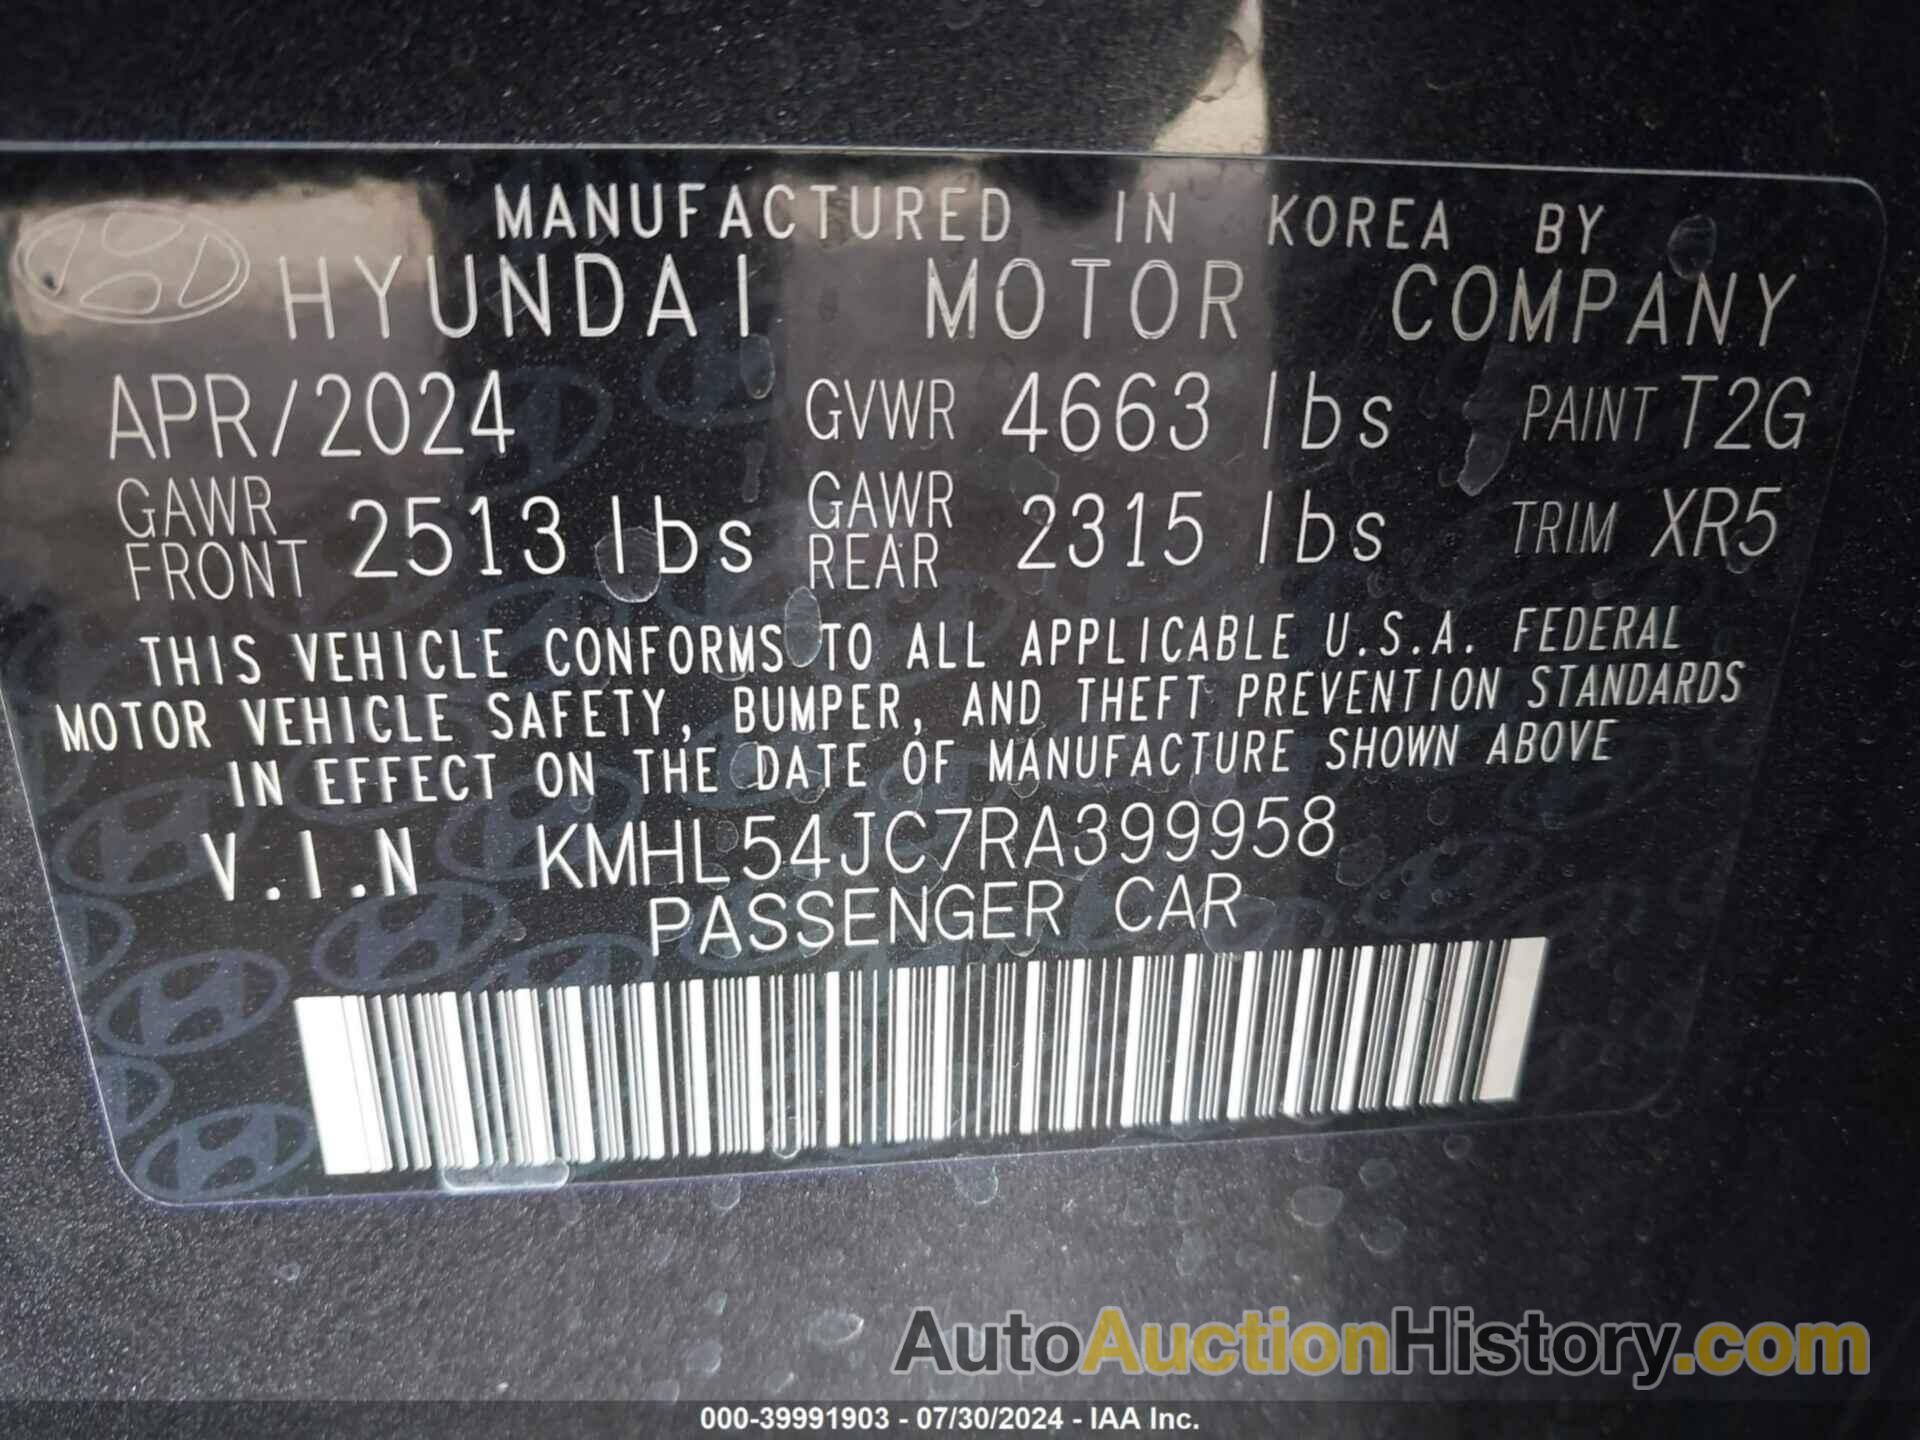 MANUFACTURED IN KOREA BY
HYUNDAI MOTOR COMPANY
APR/2024 GVWR 4663 lbs PAINT T2G
GAWR FRONT 2513 lbs GAWR REAR 2315 lbs TRIM XR5
THIS VEHICLE CONFORMS TO ALL APPLICABLE U.S.A. FEDERAL
MOTOR VEHICLE SAFETY, BUMPER, AND THEFT PREVENTION STANDARDS
IN EFFECT ON THE DATE OF MANUFACTURE SHOWN ABOVE
V.I.N KMHL54JC7RA399958
PASSENGER CAR
AutoAuctionHistory.com
000-39991903 - 07/30/2024 - IAA Inc.